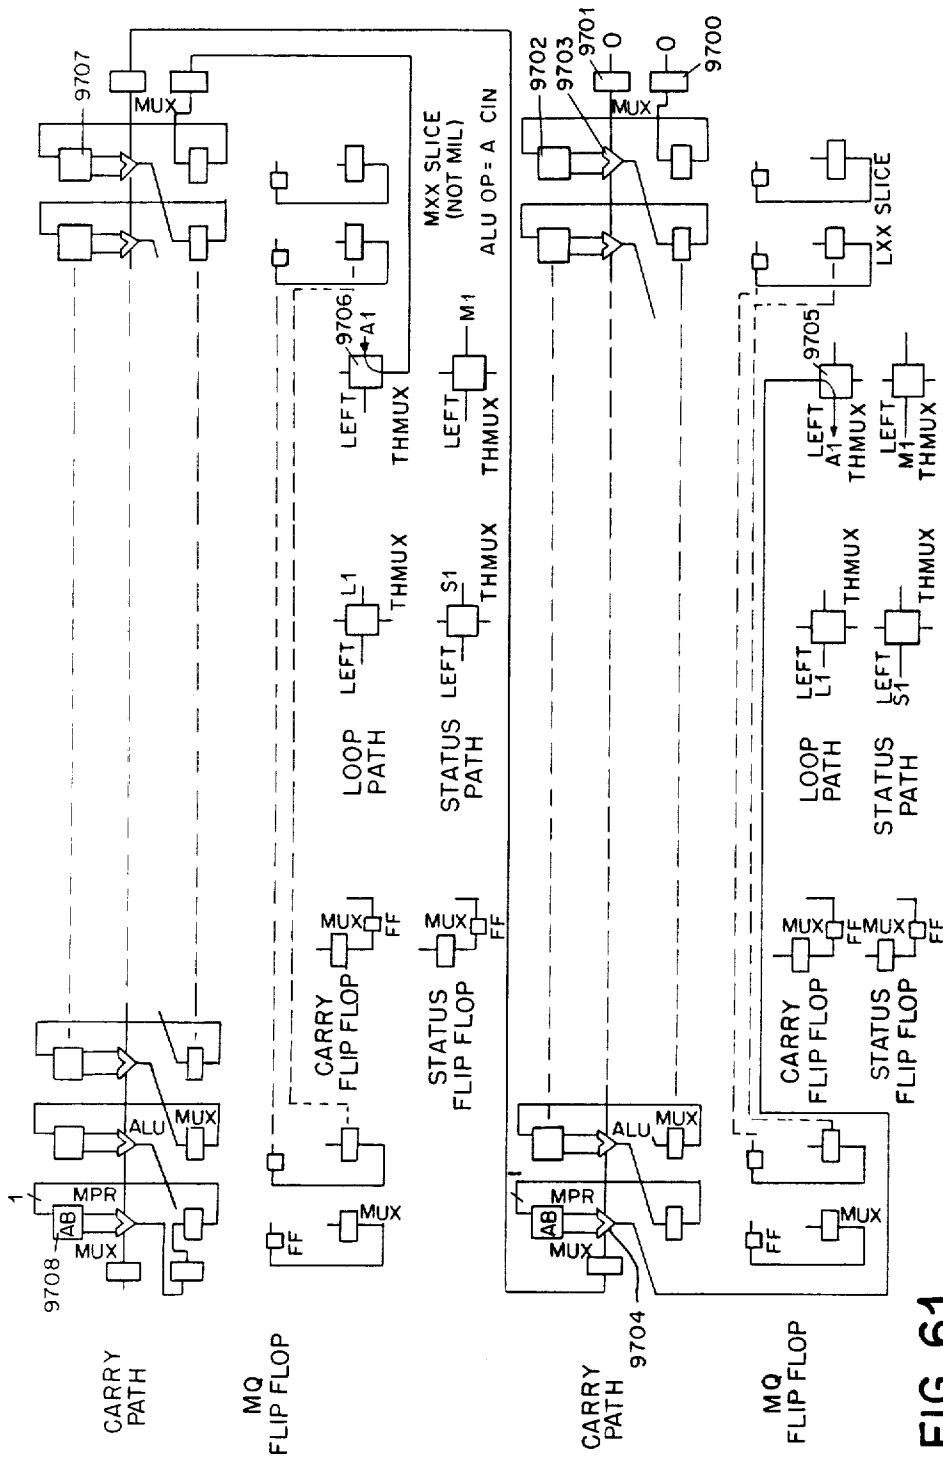 CARRY
PATH
9708
1
AB
MPR
MUX
ALU
MUX
9707
MUX
MQ
FLIP FLOP
FF
MUX
CARRY
FLIP FLOP
MUX
FF
LOOP
PATH
LEFT
L1
THMUX
LEFT
9706
A1
THMUX
STATUS
FLIP FLOP
MUX
FF
STATUS
PATH
LEFT
S1
THMUX
LEFT
M1
THMUX
MXX SLICE
(NOT MIL)
ALU OP = A CIN
CARRY
PATH
9704
1
AB
MPR
MUX
ALU
MUX
9702
9703
9701
O
MUX
O
9700
MQ
FLIP FLOP
FF
MUX
CARRY
FLIP FLOP
MUX
FF
LOOP
PATH
LEFT
L1
THMUX
LEFT
A1
THMUX
9705
LXX SLICE
STATUS
FLIP FLOP
MUX
FF
STATUS
PATH
LEFT
S1
THMUX
LEFT
M1
THMUX
FIG. 61